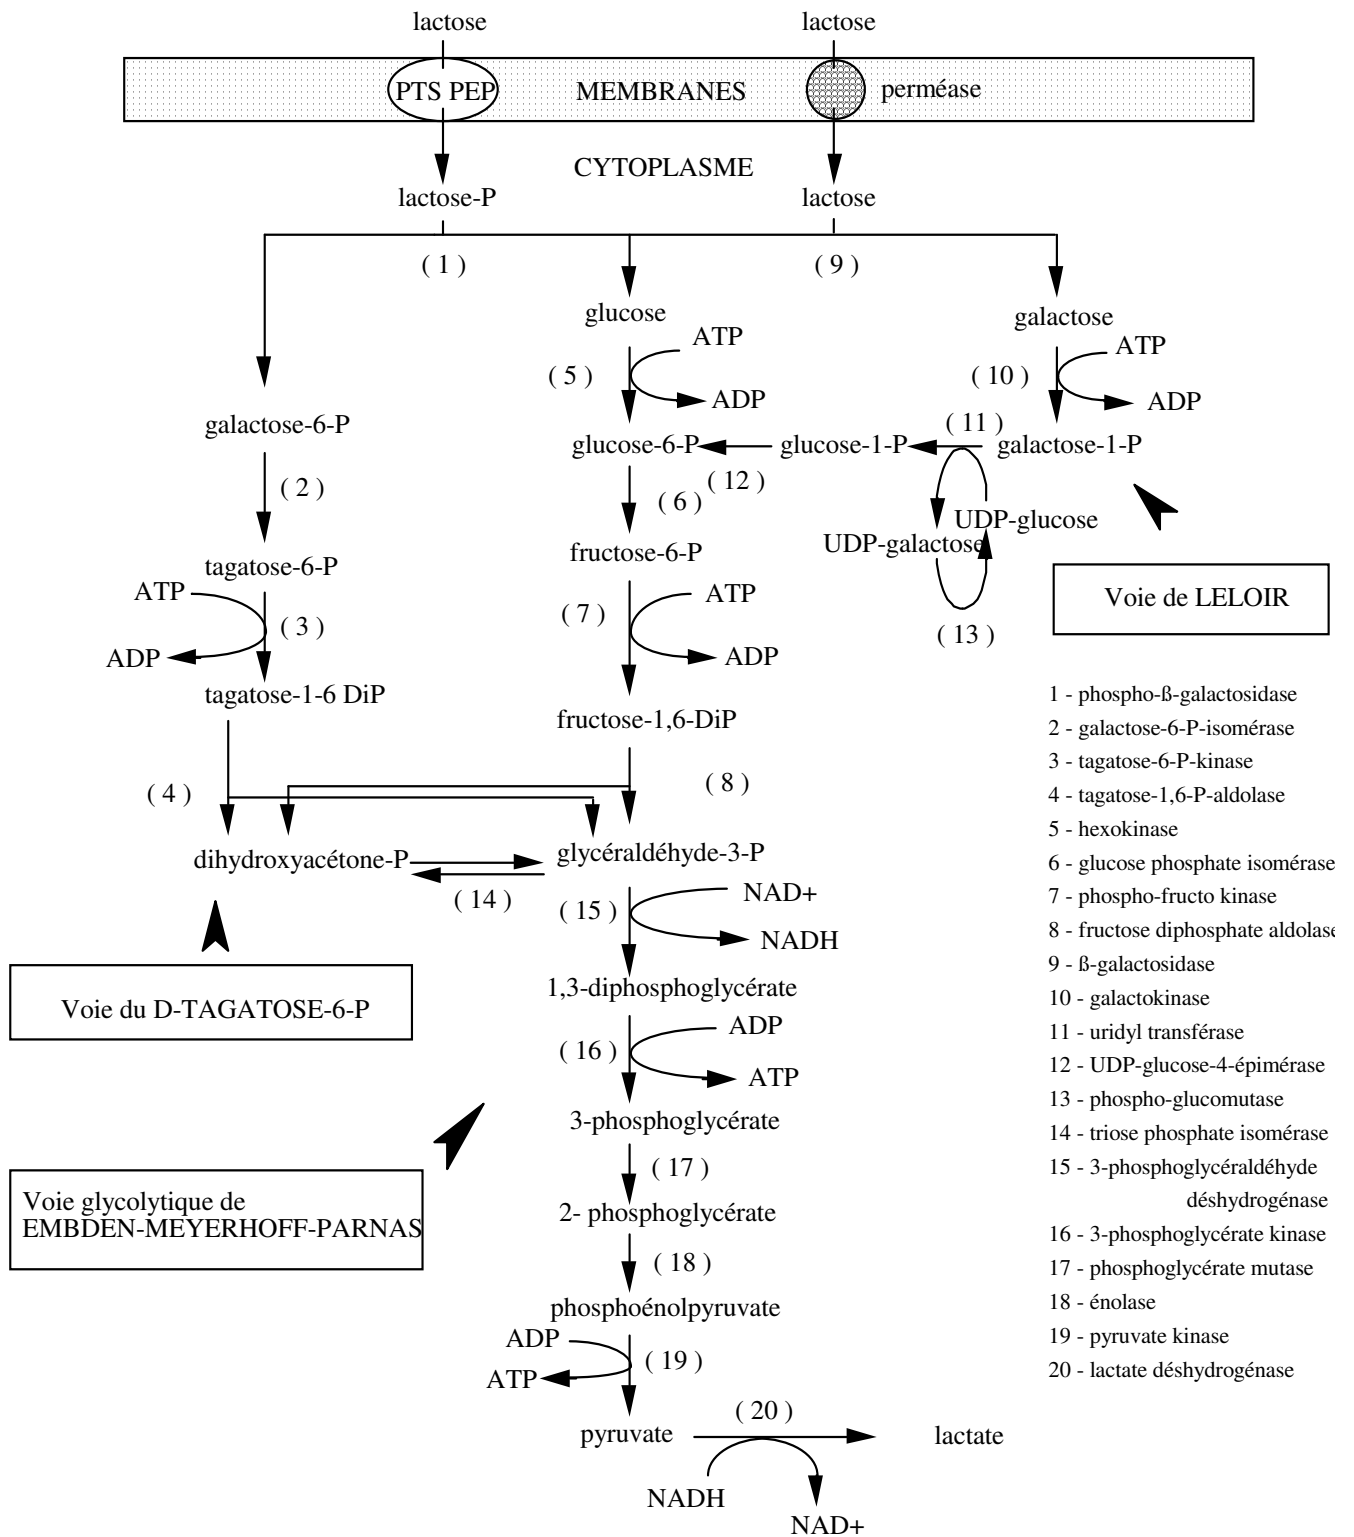 lactose
lactose
PTS PEP
MEMBRANES
perméase
CYTOPLASME
lactose-P
lactose
( 1 )
( 9 )
glucose
galactose
ATP
ATP
( 5 )
( 10 )
ADP
ADP
galactose-6-P
( 11 )
glucose-6-P
glucose-1-P
galactose-1-P
( 2 )
( 6 )
( 12 )
UDP-glucose
UDP-galactose
fructose-6-P
tagatose-6-P
ATP
ATP
Voie de LELOIR
( 3 )
( 7 )
( 13 )
ADP
ADP
tagatose-1-6 DiP
fructose-1,6-DiP
( 4 )
( 8 )
dihydroxyacétone-P
glycéraldéhyde-3-P
( 14 )
( 15 )
NAD+
NADH
Voie du D-TAGATOSE-6-P
1,3-diphosphoglycérate
ADP
( 16 )
ATP
3-phosphoglycérate
( 17 )
Voie glycolytique de
EMBDEN-MEYERHOFF-PARNAS
2- phosphoglycérate
( 18 )
phosphoénolpyruvate
ADP
( 19 )
ATP
( 20 )
pyruvate
lactate
NADH
NAD+
1 - phospho-ß-galactosidase
2 - galactose-6-P-isomérase
3 - tagatose-6-P-kinase
4 - tagatose-1,6-P-aldolase
5 - hexokinase
6 - glucose phosphate isomérase
7 - phospho-fructo kinase
8 - fructose diphosphate aldolase
9 - ß-galactosidase
10 - galactokinase
11 - uridyl transférase
12 - UDP-glucose-4-épimérase
13 - phospho-glucomutase
14 - triose phosphate isomérase
15 - 3-phosphoglycéraldéhyde
déshydrogénase
16 - 3-phosphoglycérate kinase
17 - phosphoglycérate mutase
18 - énolase
19 - pyruvate kinase
20 - lactate déshydrogénase